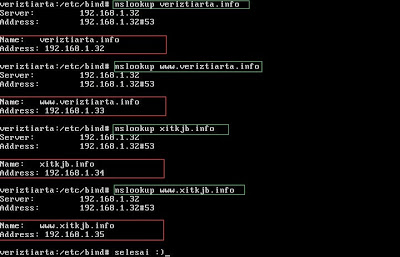 veriztiarta:/etc/bind# nslookup veriztiarta.info
Server: 192.168.1.32
Address: 192.168.1.32#53
Name: veriztiarta.info
Address: 192.168.1.32
veriztiarta:/etc/bind# nslookup www.veriztiarta.info
Server: 192.168.1.32
Address: 192.168.1.32#53
Name: www.veriztiarta.info
Address: 192.168.1.33
veriztiarta:/etc/bind# nslookup xitkjb.info
Server: 192.168.1.32
Address: 192.168.1.32#53
Name: xitkjb.info
Address: 192.168.1.34
veriztiarta:/etc/bind# nslookup www.xitkjb.info
Server: 192.168.1.32
Address: 192.168.1.32#53
Name: www.xitkjb.info
Address: 192.168.1.35
veriztiarta:/etc/bind# selesai :)_